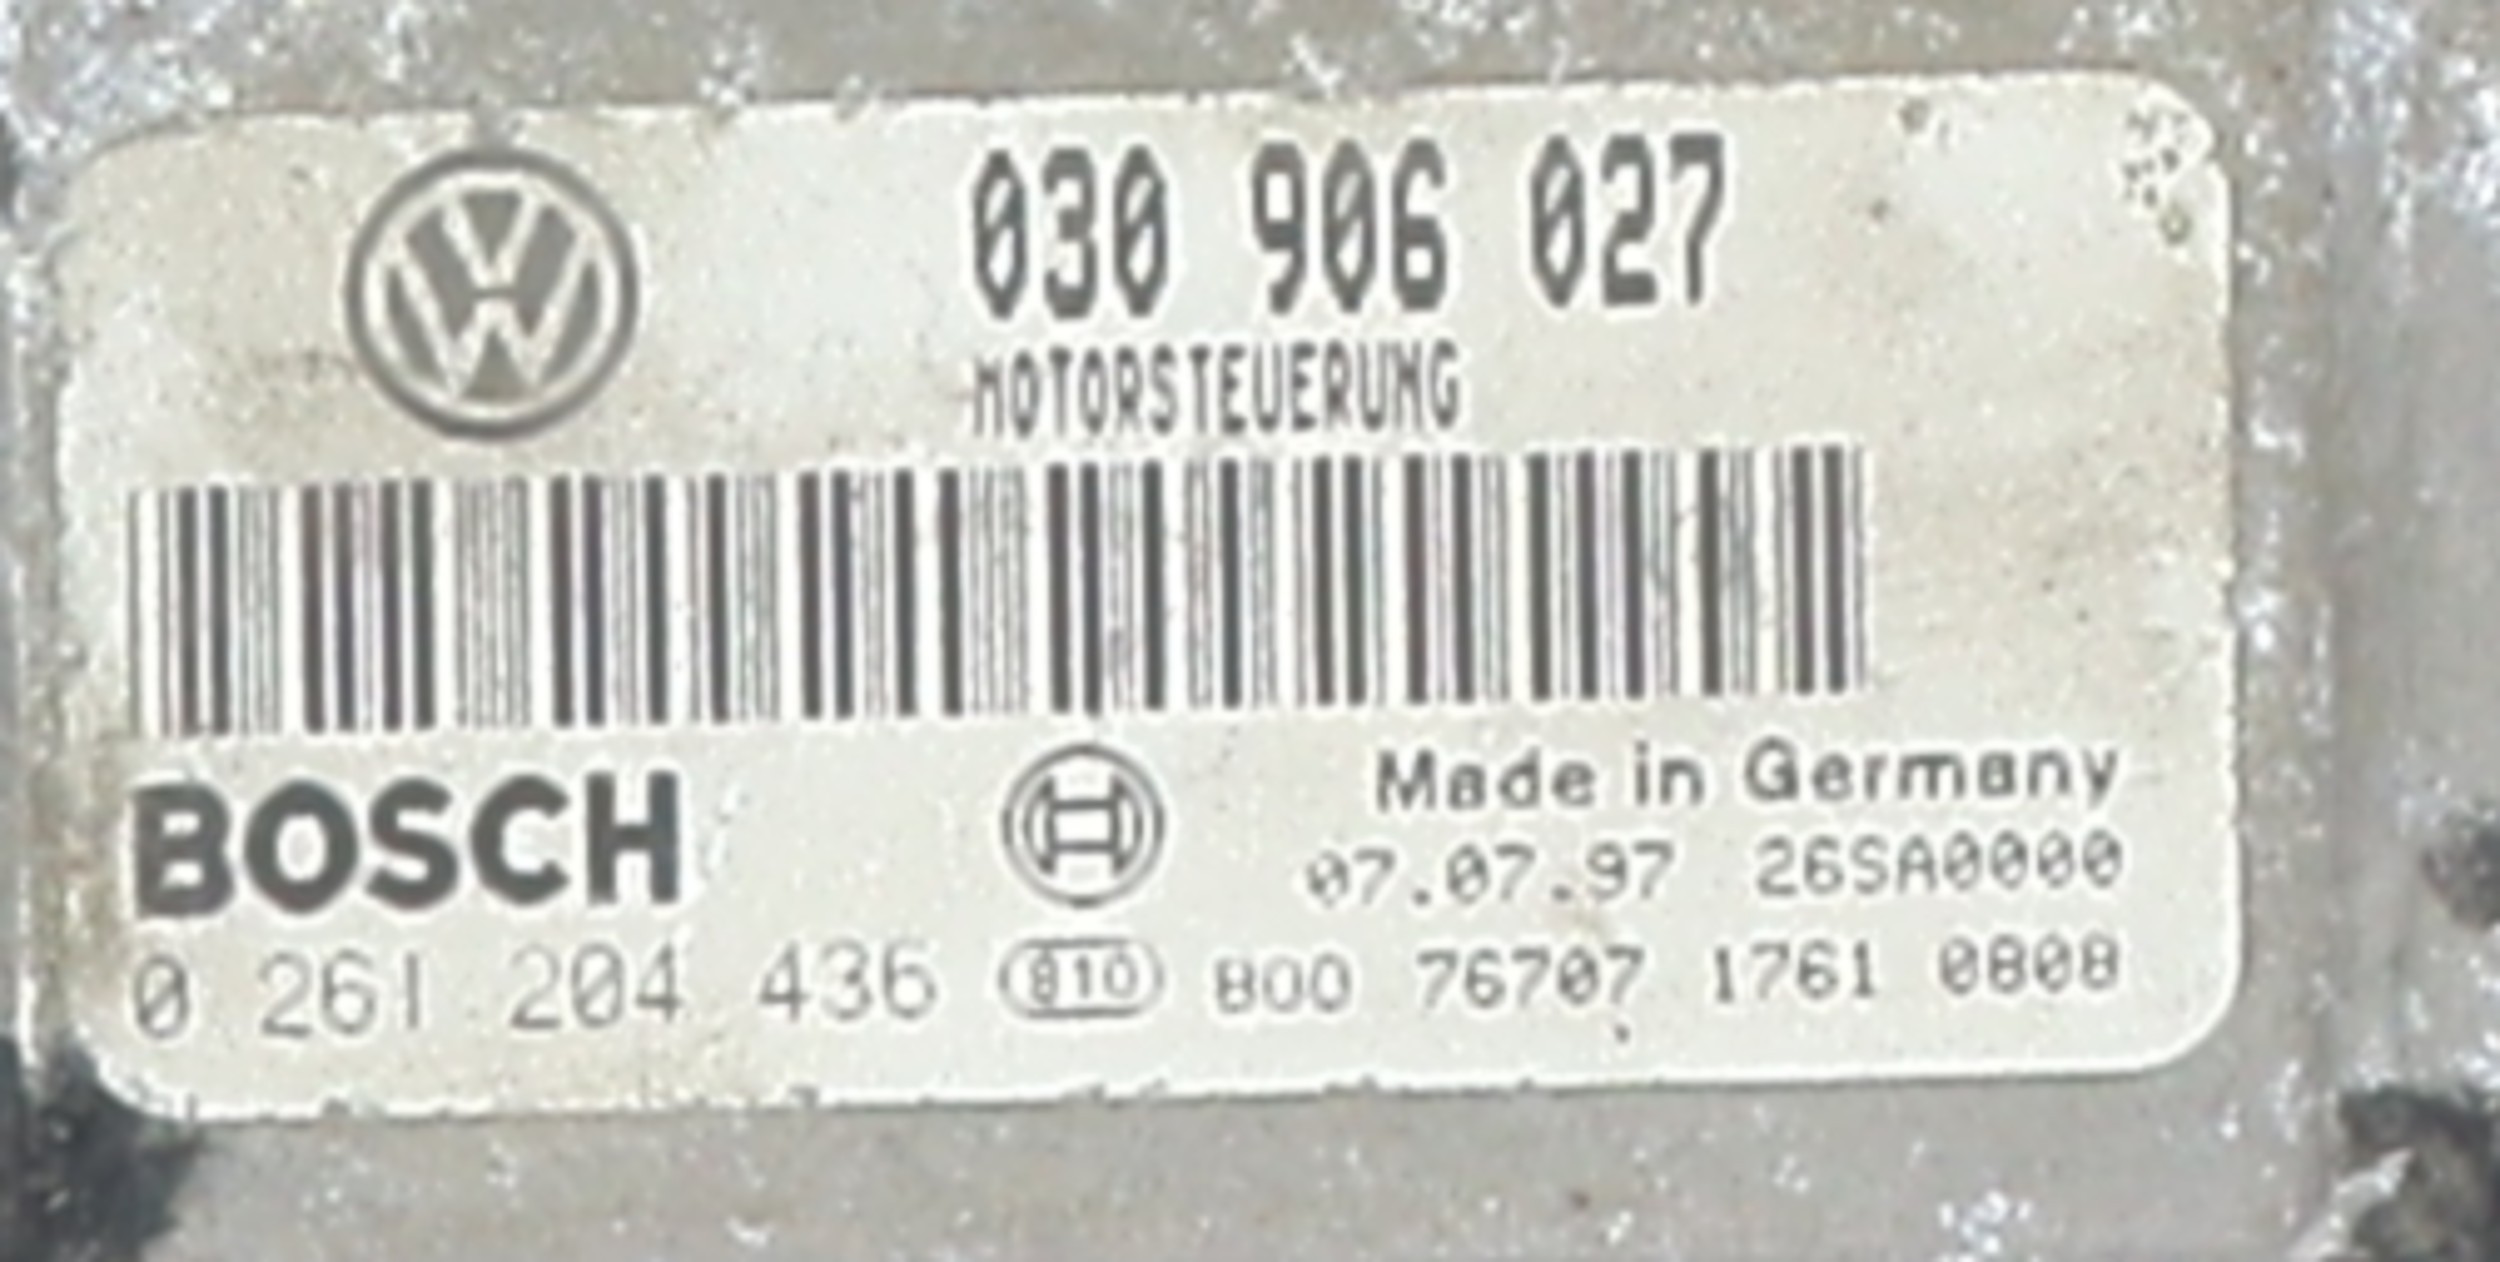 030 906 027
MOTORSTEUERUNG
BOSCH
Made in Germany
07.07.97 26SA0000
0 261 204 436 810 B00 76707 1761 0808